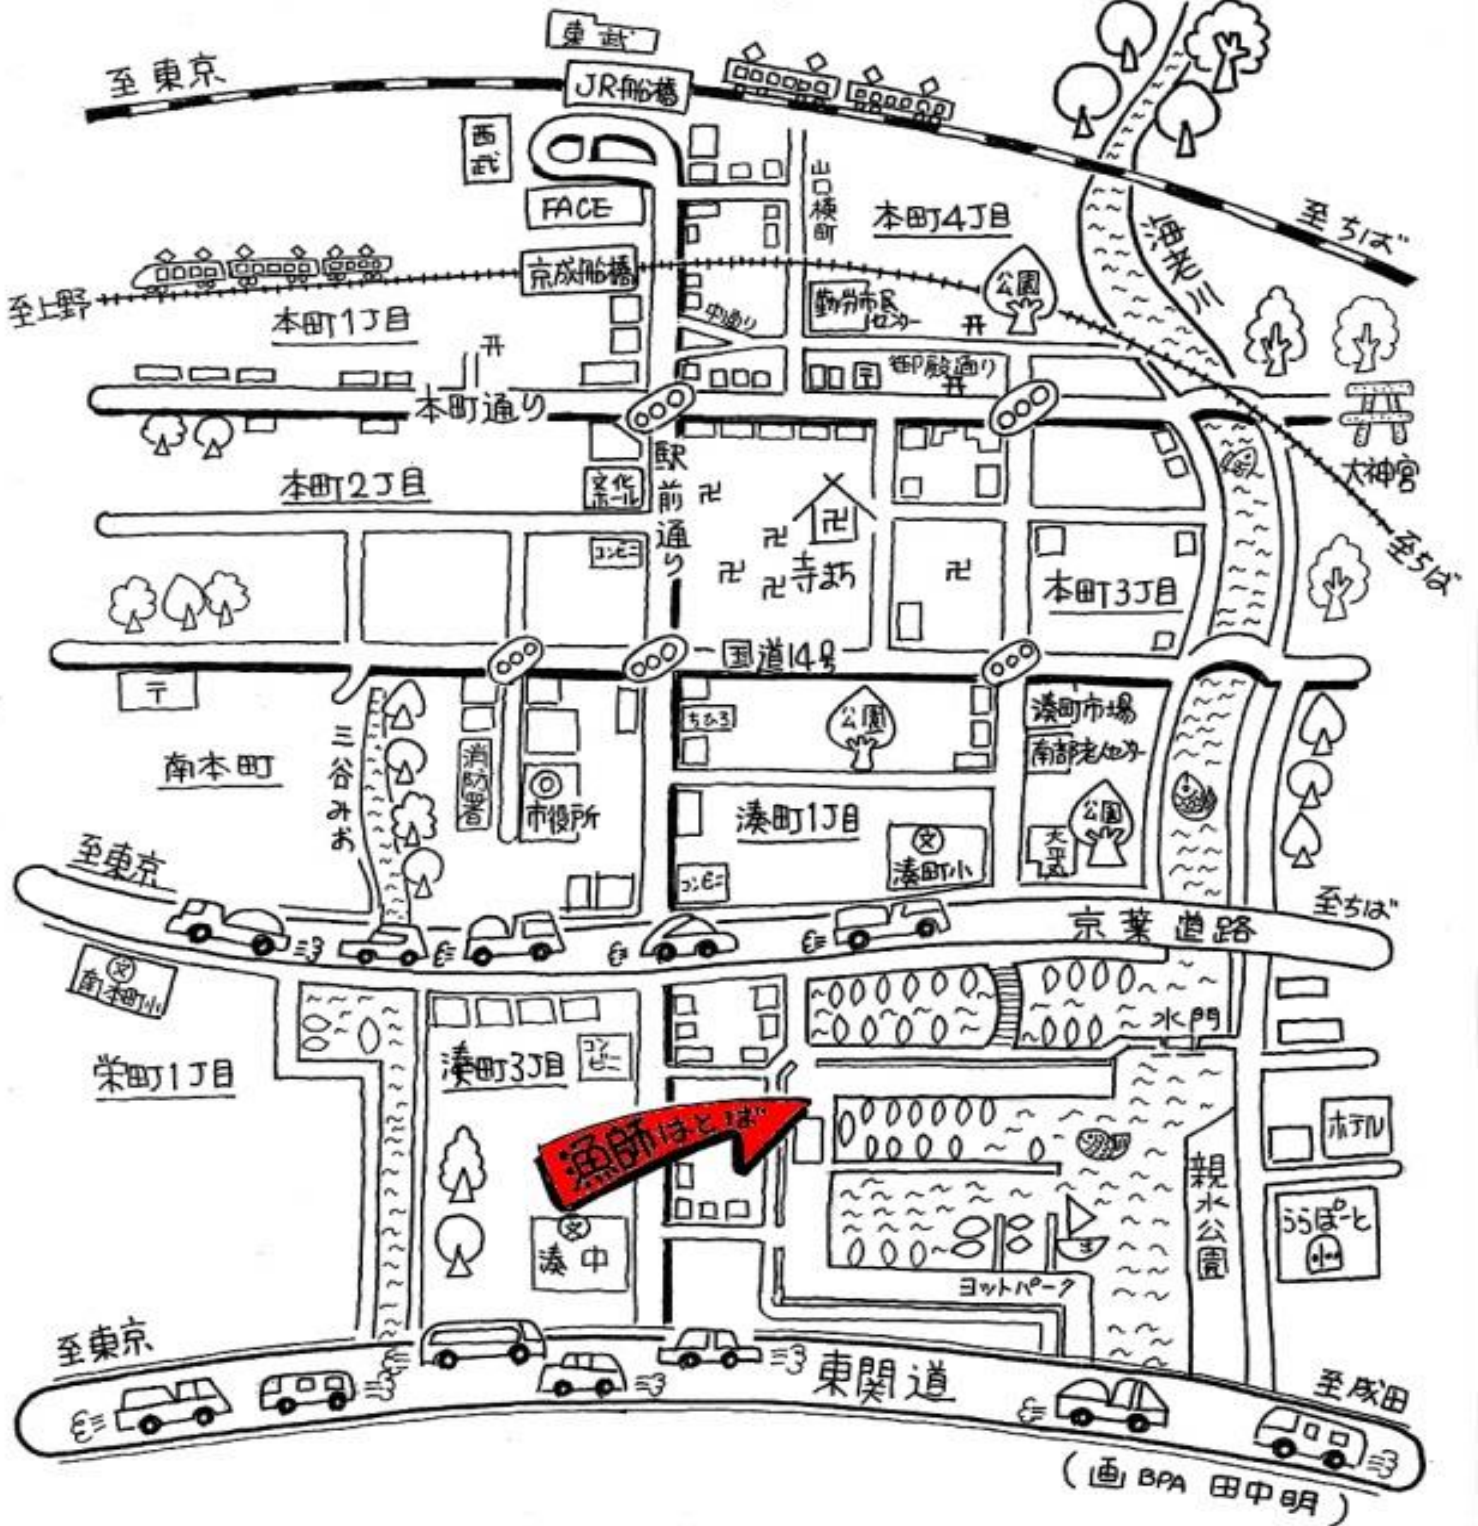 東武
至東京
JR船橋
西武
FACE
山口横町
本町4丁目
海老川
至ちば
至上野
京成船橋
本町1丁目
中通り
勤労市民
センター
公園
御殿通り
本町通り
大神宮
本町2丁目
文化
ホール
駅前通り
コンビニ
寺まち
本町3丁目
至ちば
国道14号
〒
南本町
三谷みお
消防署
市役所
ちひろ
公園
湊町市場
南部老人センター
公園
湊町1丁目
文
湊町小
コンビニ
至東京
至ちば
京葉道路
文
南本町小
水門
栄町1丁目
湊町3丁目
コン
ビニ
漁師はとば
ホテル
親水公園
ららぽーと
文
湊中
ヨットパーク
至東京
東関道
至成田
(画 BPA 田中明)